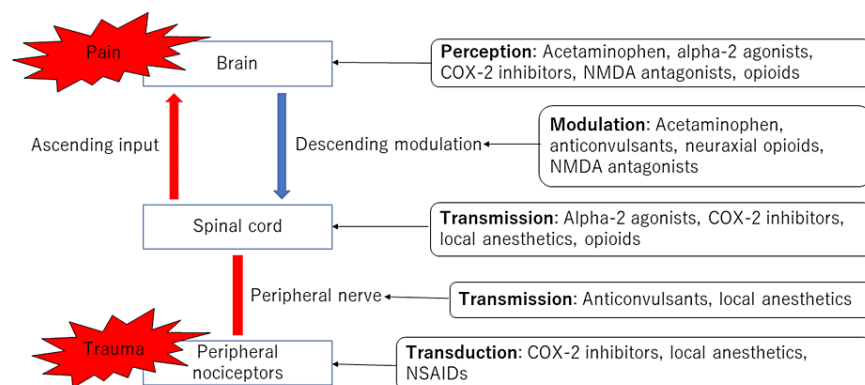 Pain
Brain
Perception: Acetaminophen, alpha-2 agonists,
COX-2 inhibitors, NMDA antagonists, opioids
Ascending input
Descending modulation
Modulation: Acetaminophen,
anticonvulsants, neuraxial opioids,
NMDA antagonists
Spinal cord
Transmission: Alpha-2 agonists, COX-2 inhibitors,
local anesthetics, opioids
Peripheral nerve
Transmission: Anticonvulsants, local anesthetics
Trauma
Peripheral
nociceptors
Transduction: COX-2 inhibitors, local anesthetics,
NSAIDs